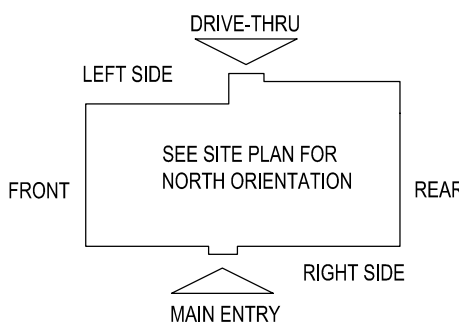 DRIVE-THRU
LEFT SIDE
SEE SITE PLAN FOR
NORTH ORIENTATION
FRONT
REAR
RIGHT SIDE
MAIN ENTRY